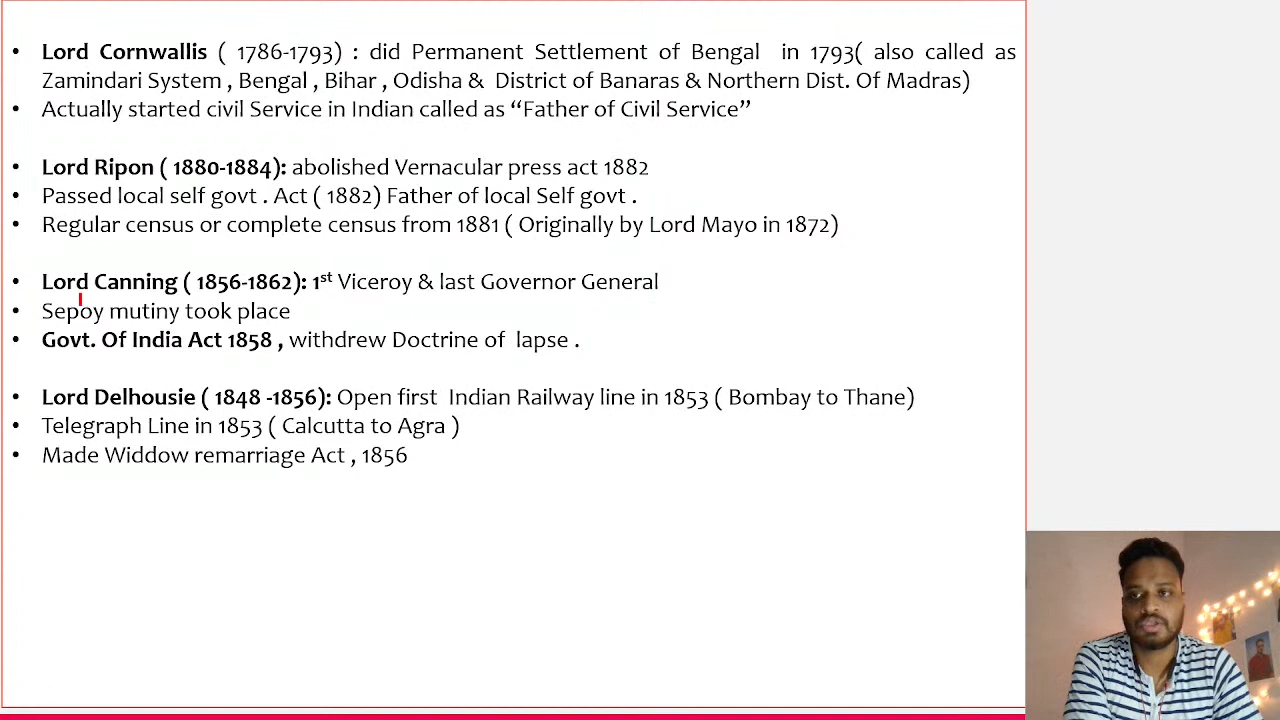 • Lord Cornwallis ( 1786-1793) : did Permanent Settlement of Bengal in 1793( also called as
Zamindari System , Bengal , Bihar , Odisha & District of Banaras & Northern Dist. Of Madras)
• Actually started civil Service in Indian called as “Father of Civil Service”
• Lord Ripon ( 1880-1884): abolished Vernacular press act 1882
• Passed local self govt . Act ( 1882) Father of local Self govt .
• Regular census or complete census from 1881 ( Originally by Lord Mayo in 1872)
• Lord Canning ( 1856-1862): 1st Viceroy & last Governor General
• Sepoy mutiny took place
• Govt. Of India Act 1858 , withdrew Doctrine of lapse .
• Lord Delhousie ( 1848 -1856): Open first Indian Railway line in 1853 ( Bombay to Thane)
• Telegraph Line in 1853 ( Calcutta to Agra )
• Made Widdow remarriage Act , 1856